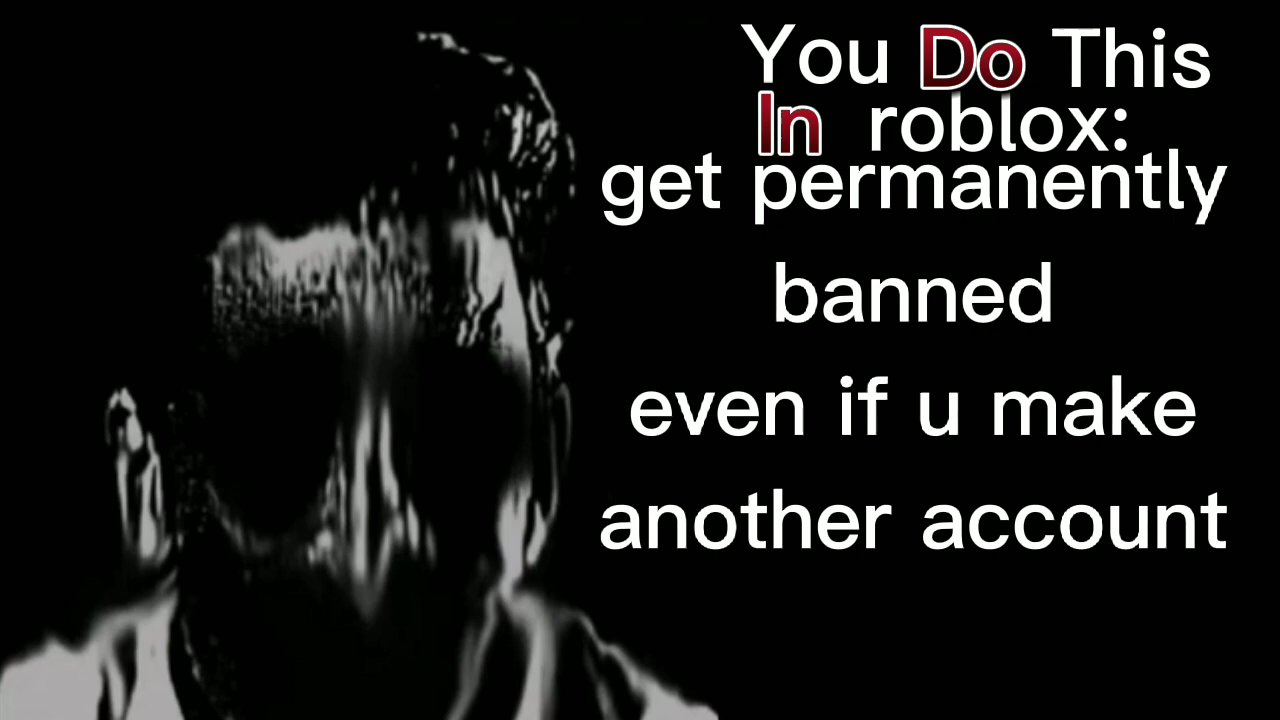 You Do This
In roblox:
get permanently
banned
even if u make
another account